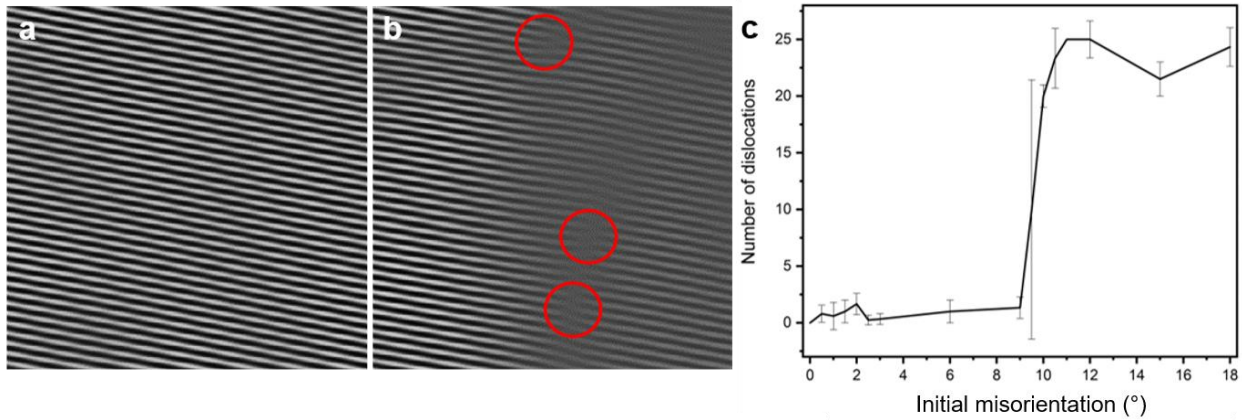 a
b
c
Number of dislocations
25
20
15
10
5
0
0 2 4 6 8 10 12 14 16 18
Initial misorientation (°)